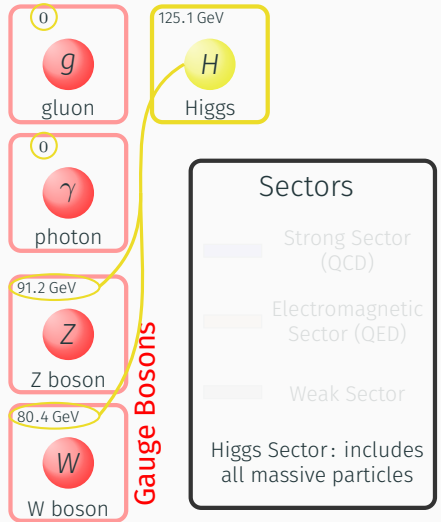 0
g
gluon
125.1 GeV
H
Higgs
0
γ
photon
91.2 GeV
Z
Z boson
80.4 GeV
W
W boson
Gauge Bosons
Sectors
Strong Sector
(QCD)
Electromagnetic
Sector (QED)
Weak Sector
Higgs Sector: includes
all massive particles